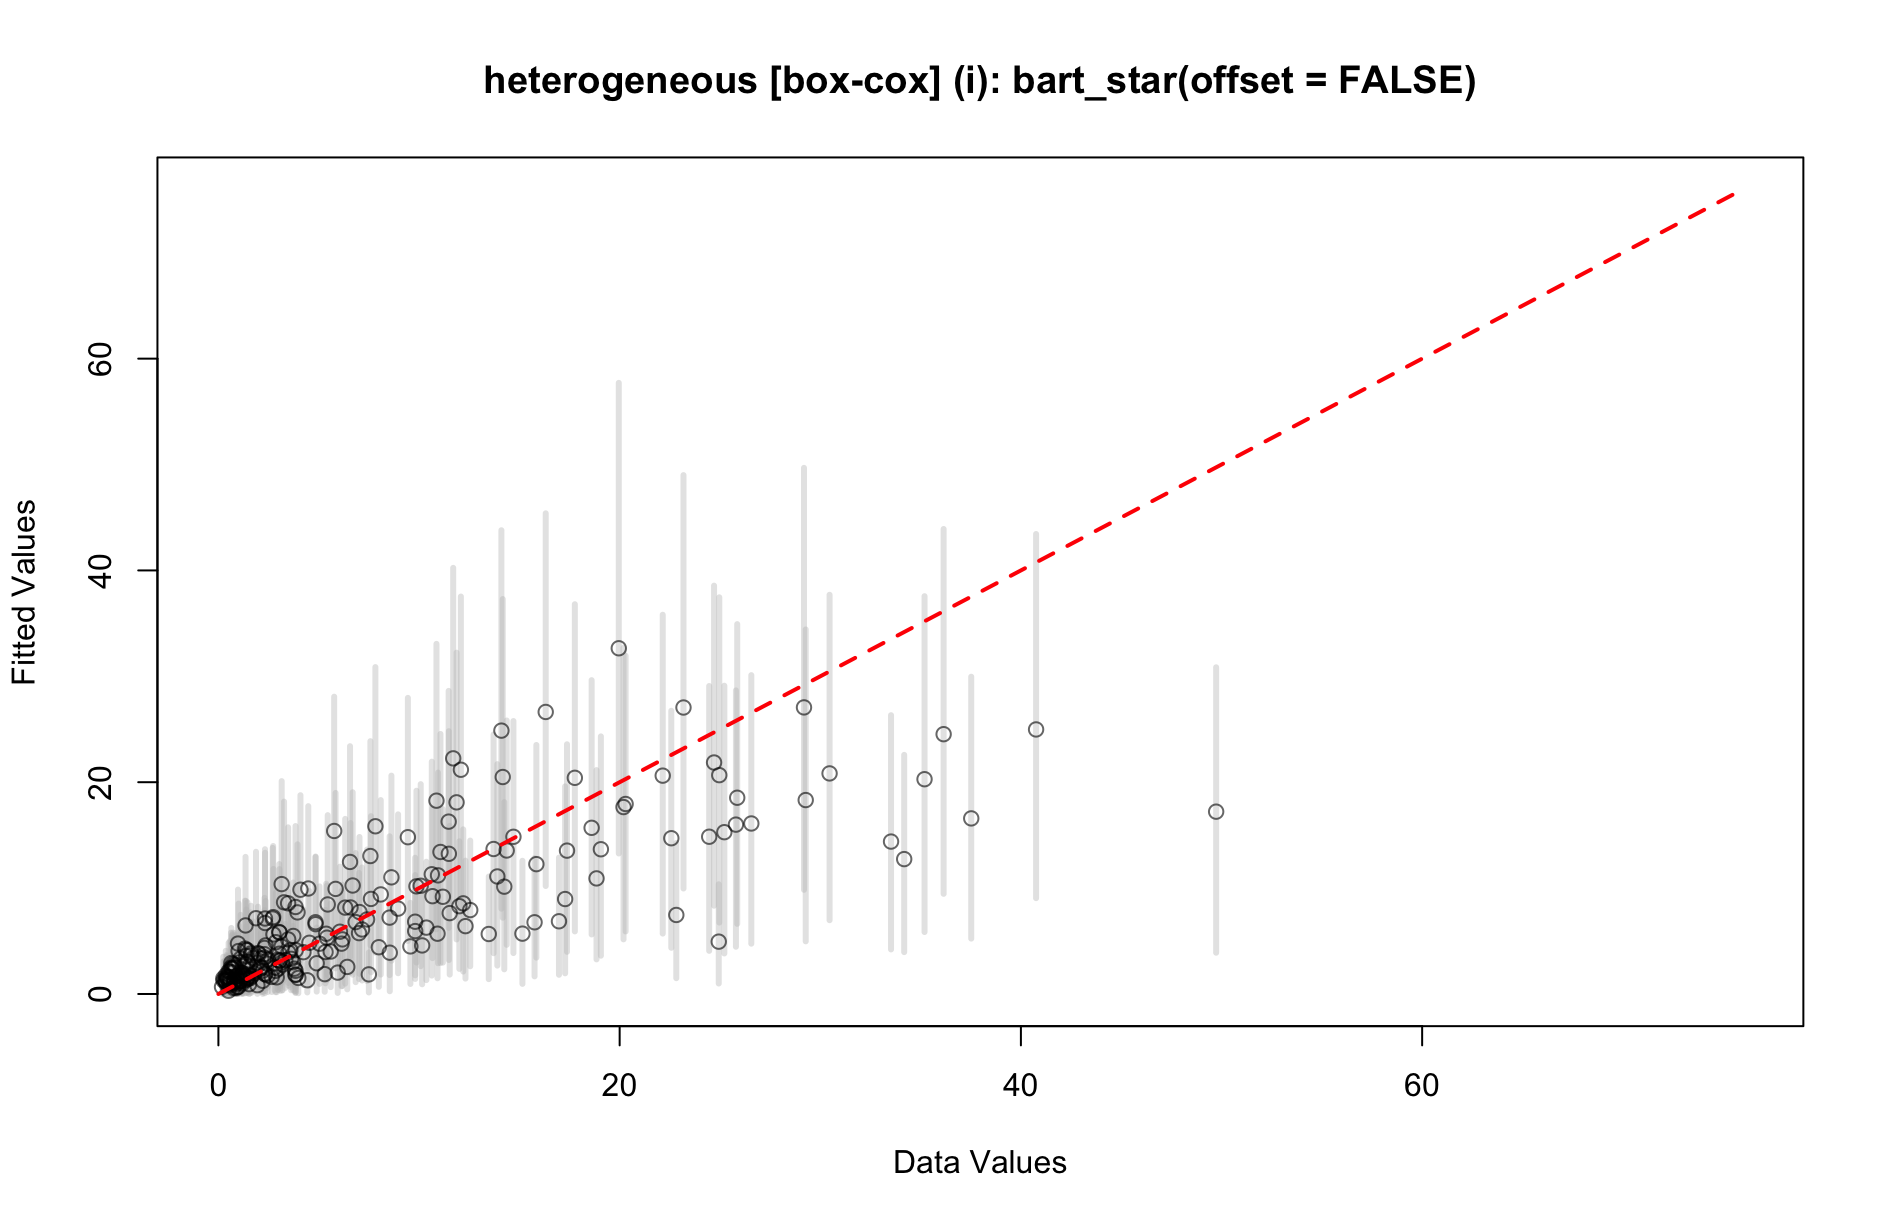 heterogeneous [box-cox] (i): bart_star(offset = FALSE)
Fitted Values
60
40
20
0
0 20 40 60
Data Values